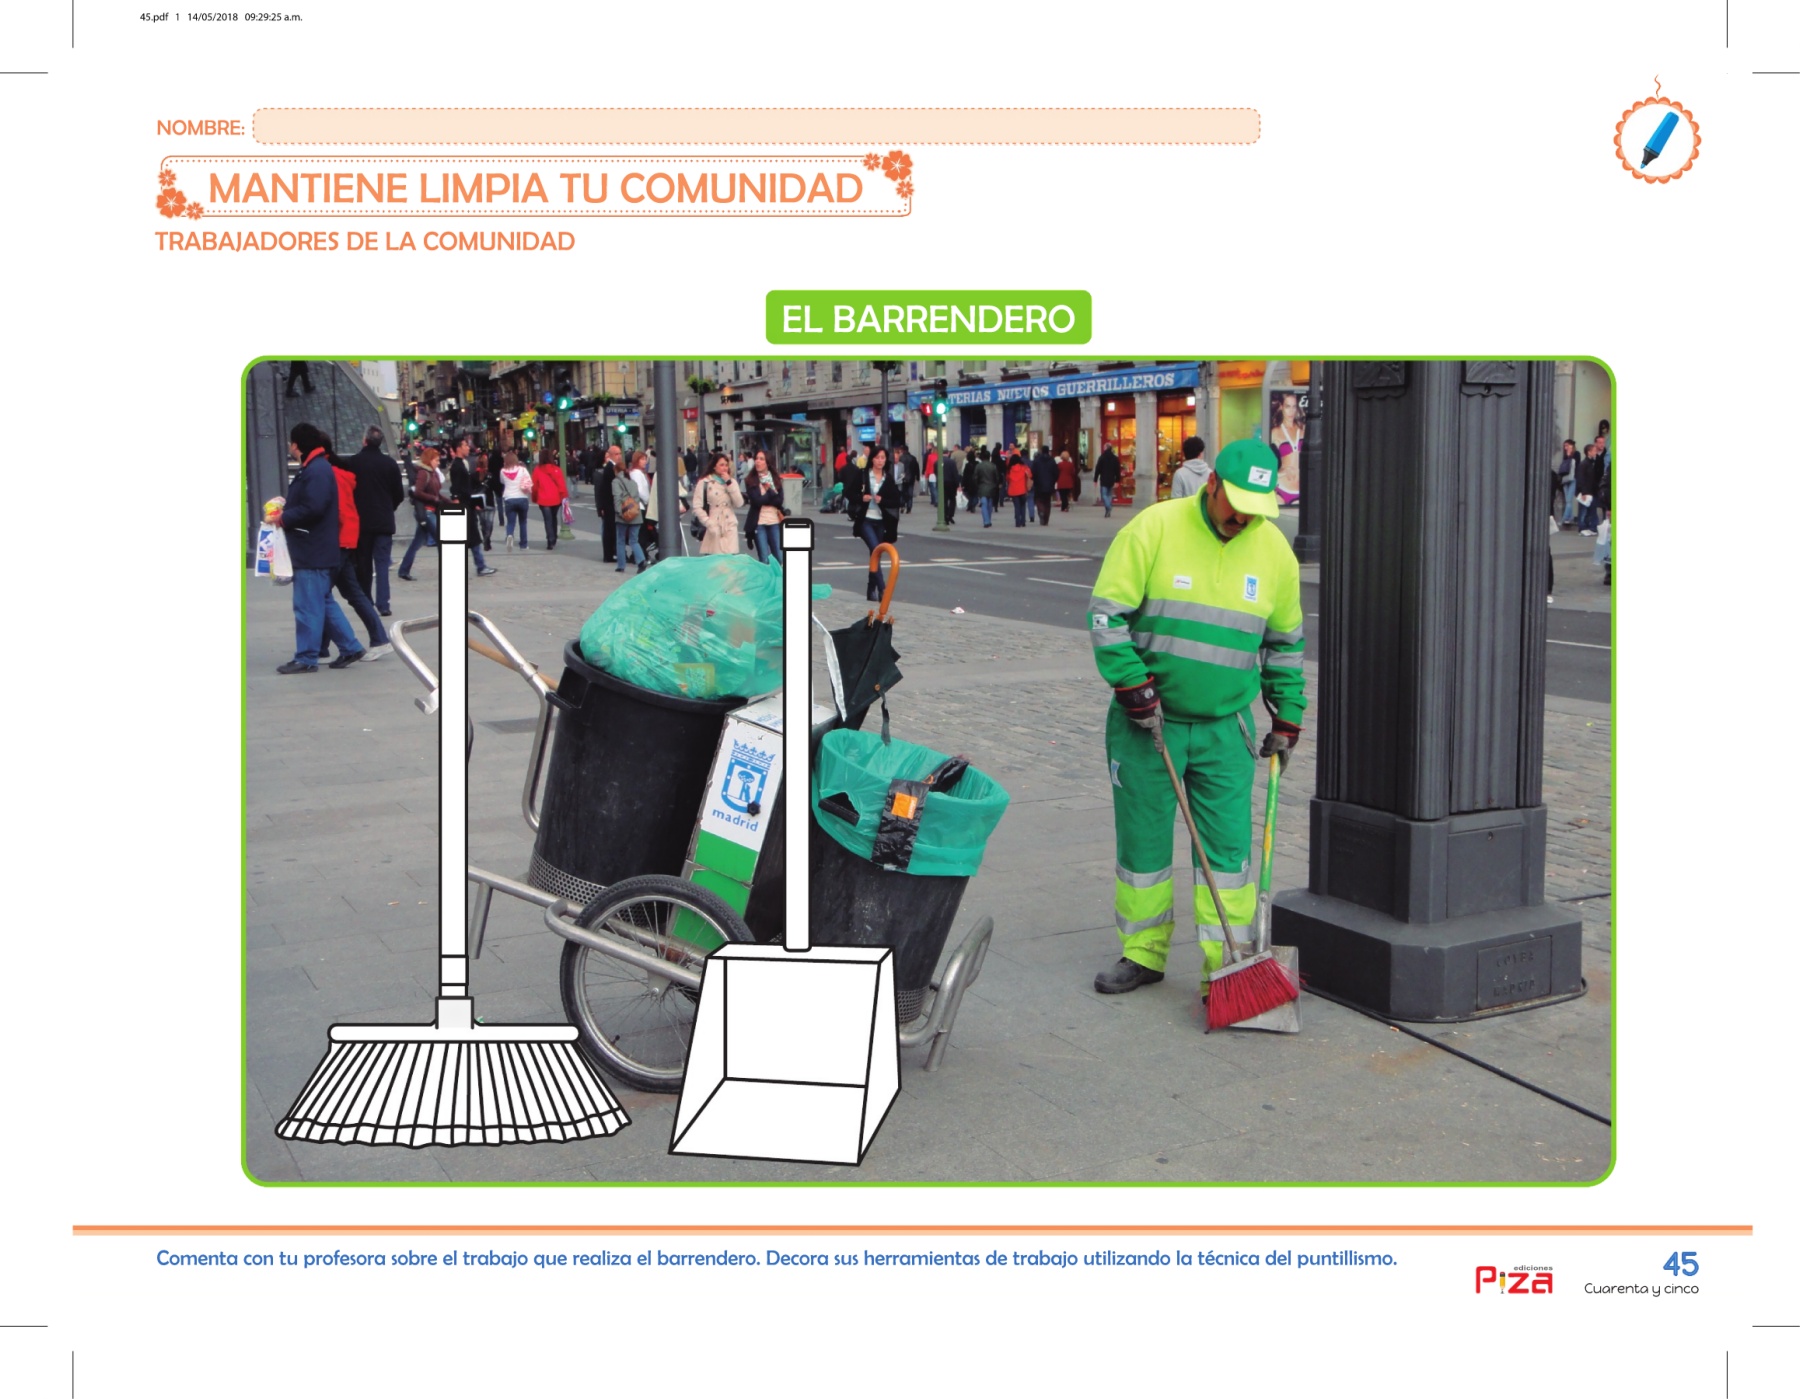 45.pdf 1 14/05/2018 09:29:25 a.m.
NOMBRE:
MANTIENE LIMPIA TU COMUNIDAD
TRABAJADORES DE LA COMUNIDAD
EL BARRENDERO
TERIAS NUEVOS GUERRILLEROS
madrid
Comenta con tu profesora sobre el trabajo que realiza el barrendero. Decora sus herramientas de trabajo utilizando la técnica del puntillismo.
ediciones
Piza
45
Cuarenta y cinco